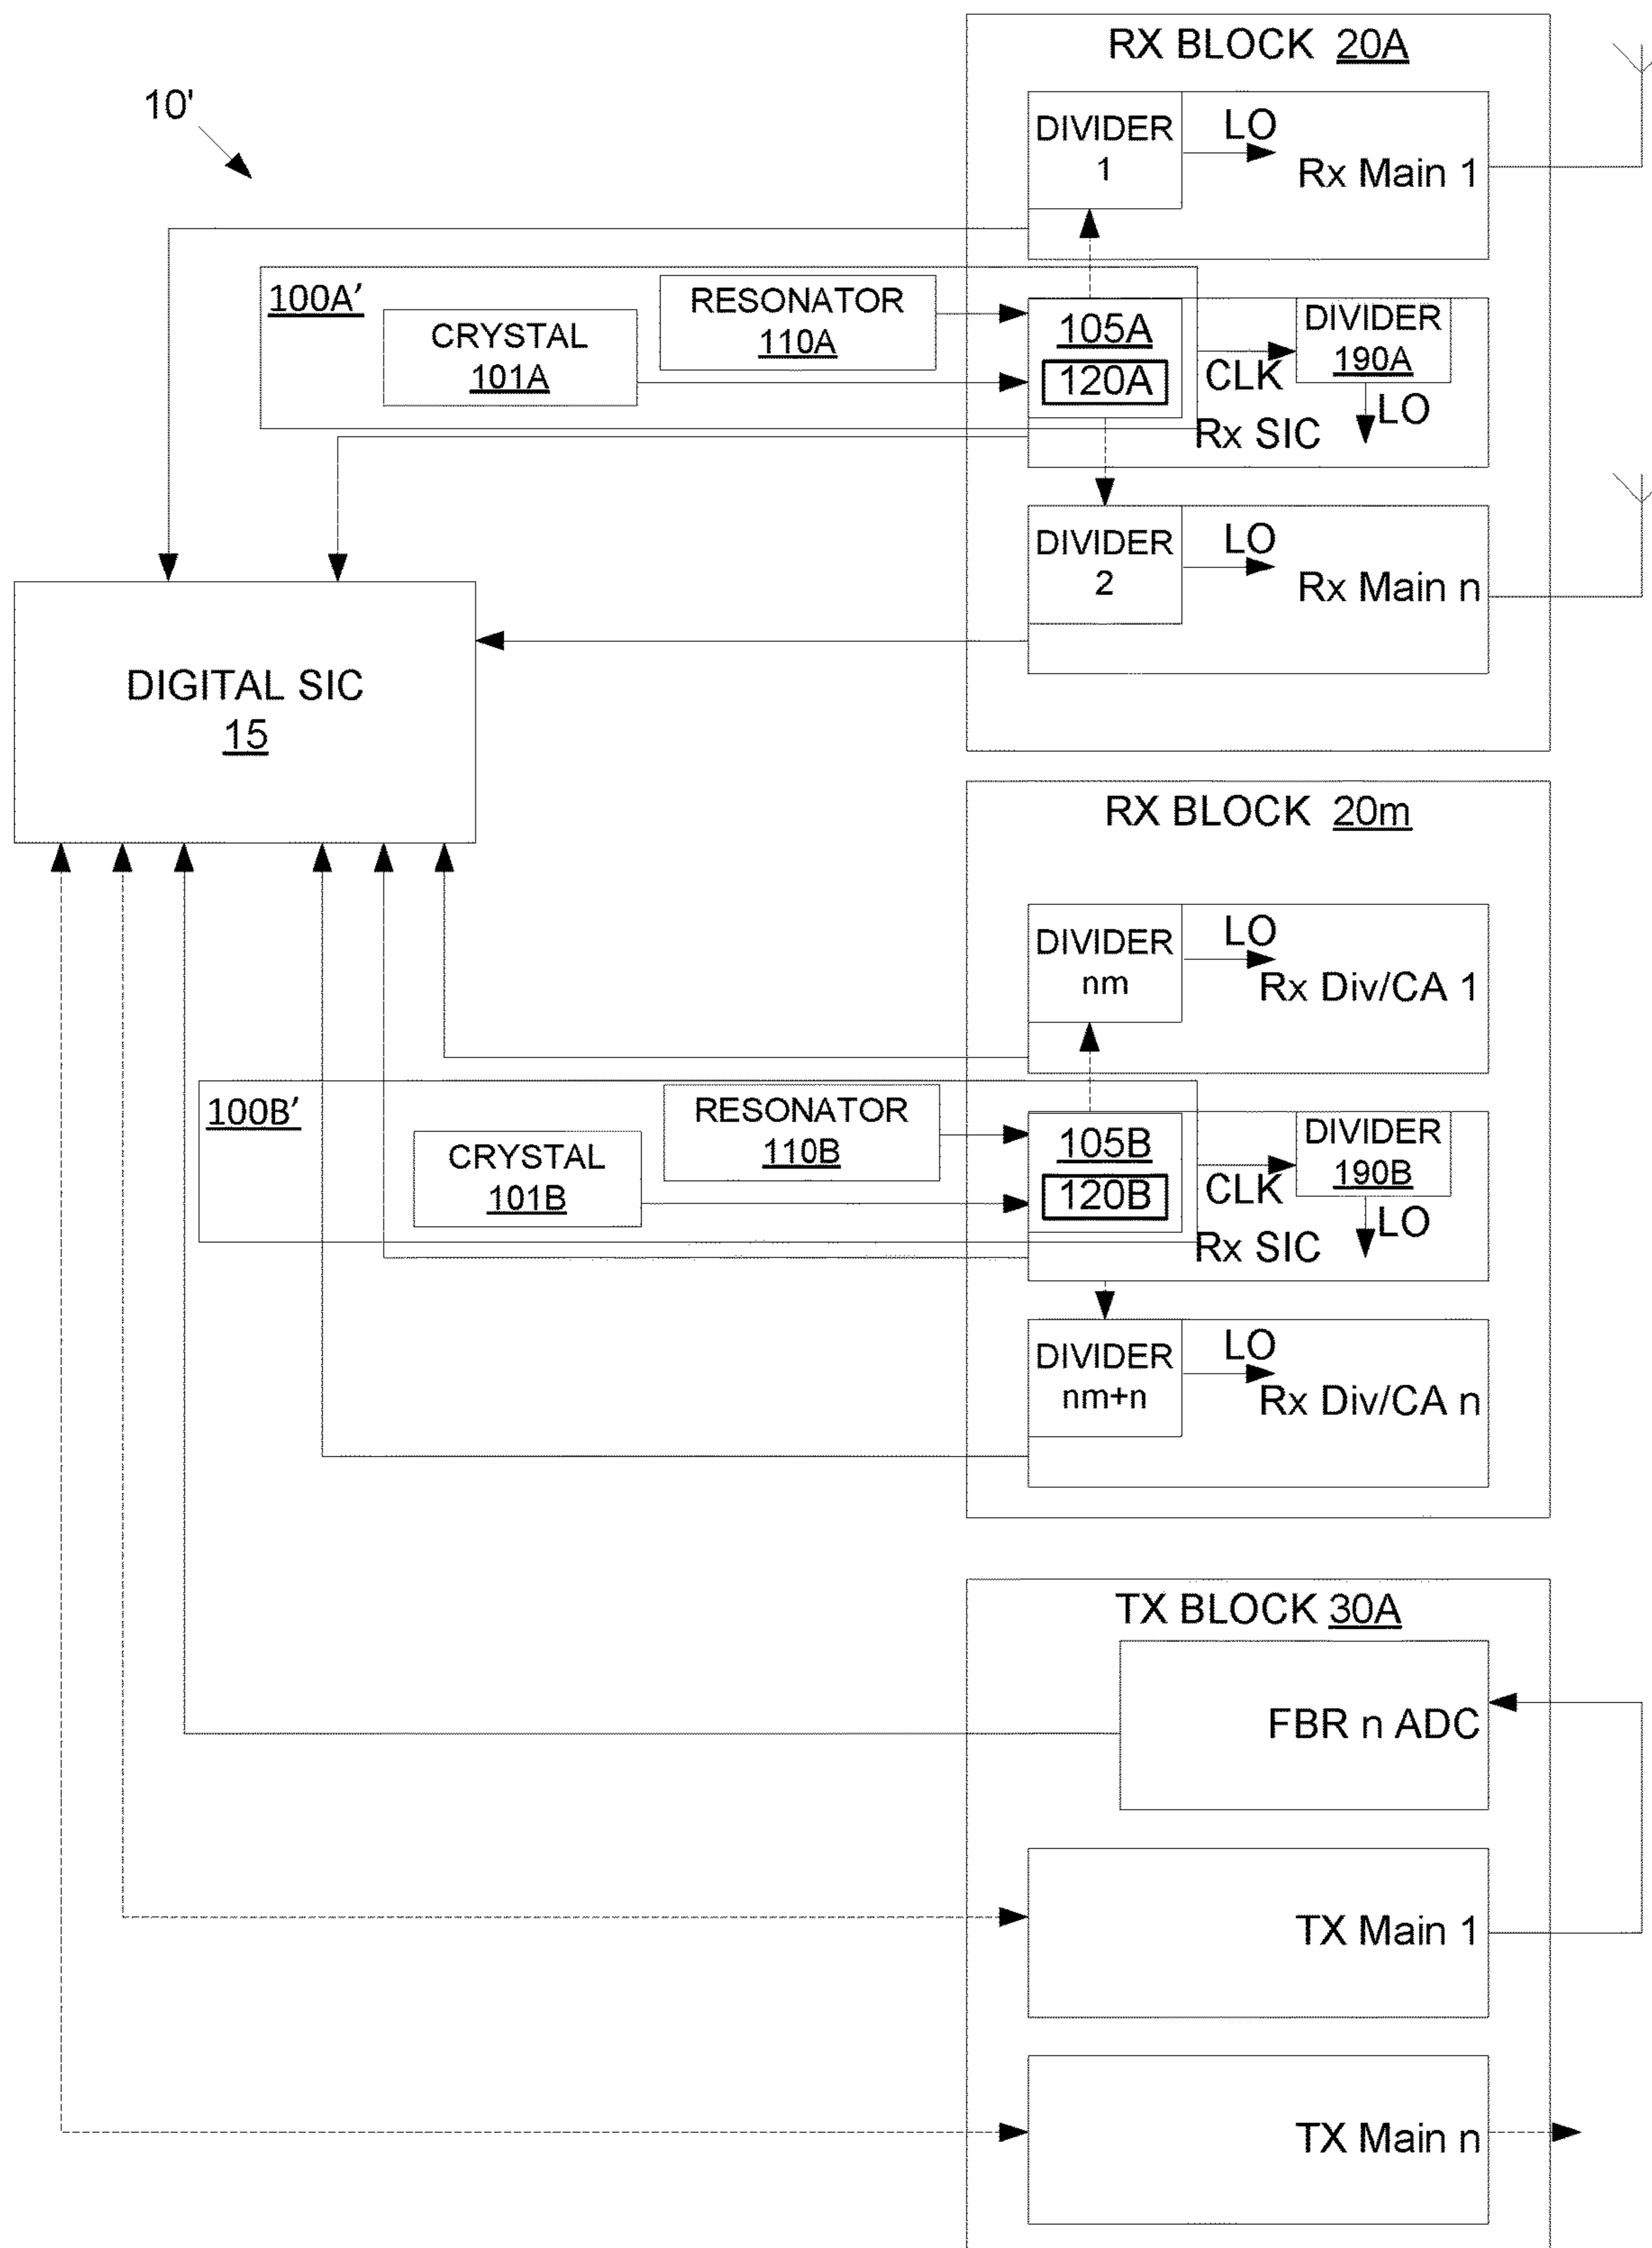 10'
RX BLOCK 20A
DIVIDER
1
LO
Rx Main 1
100A'
RESONATOR
110A
CRYSTAL
101A
105A
120A
CLK
DIVIDER
190A
LO
Rx SIC
DIVIDER
2
LO
Rx Main n
DIGITAL SIC
15
RX BLOCK 20m
DIVIDER
nm
LO
Rx Div/CA 1
100B'
RESONATOR
110B
CRYSTAL
101B
105B
120B
CLK
DIVIDER
190B
LO
Rx SIC
DIVIDER
nm+n
LO
Rx Div/CA n
TX BLOCK 30A
FBR n ADC
TX Main 1
TX Main n